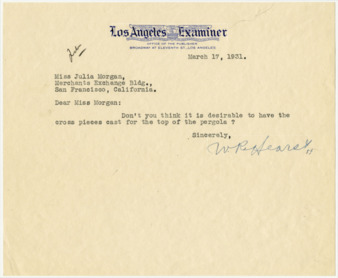 Los Angeles Examiner
OFFICE OF THE PUBLISHER
BROADWAY AT ELEVENTH ST., LOS ANGELES
March 17, 1931.
Miss Julia Morgan,
Merchants Exchange Bldg.,
San Francisco, California.
Dear Miss Morgan:
Don't you think it is desirable to have the
cross pieces cast for the top of the pergola ?
Sincerely,
W R Hearst